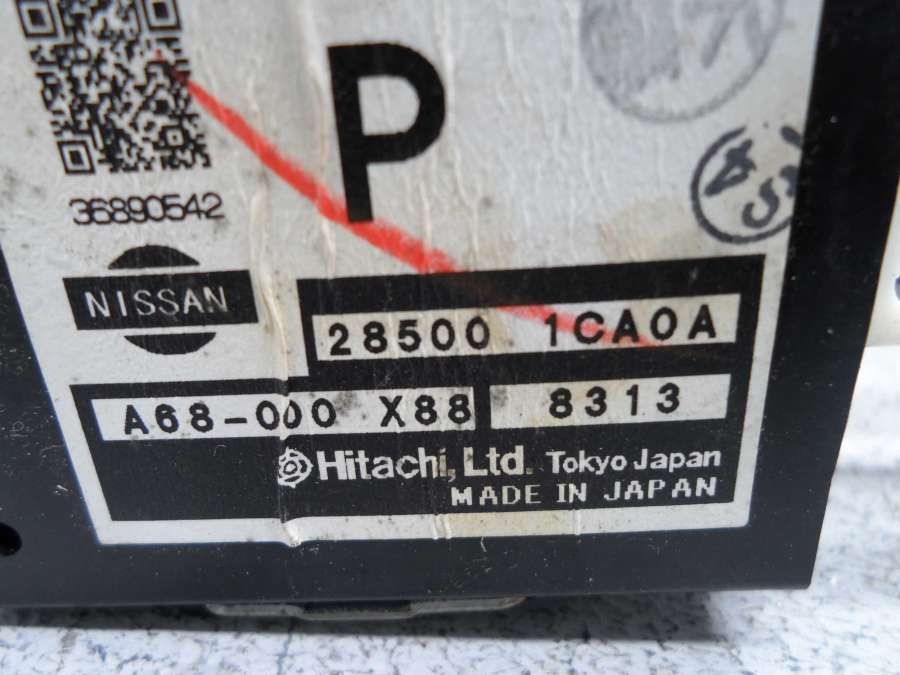 P
36890542
NISSAN
28500 1CA0A
A68-000 X88 8313
Hitachi, Ltd. Tokyo Japan
MADE IN JAPAN